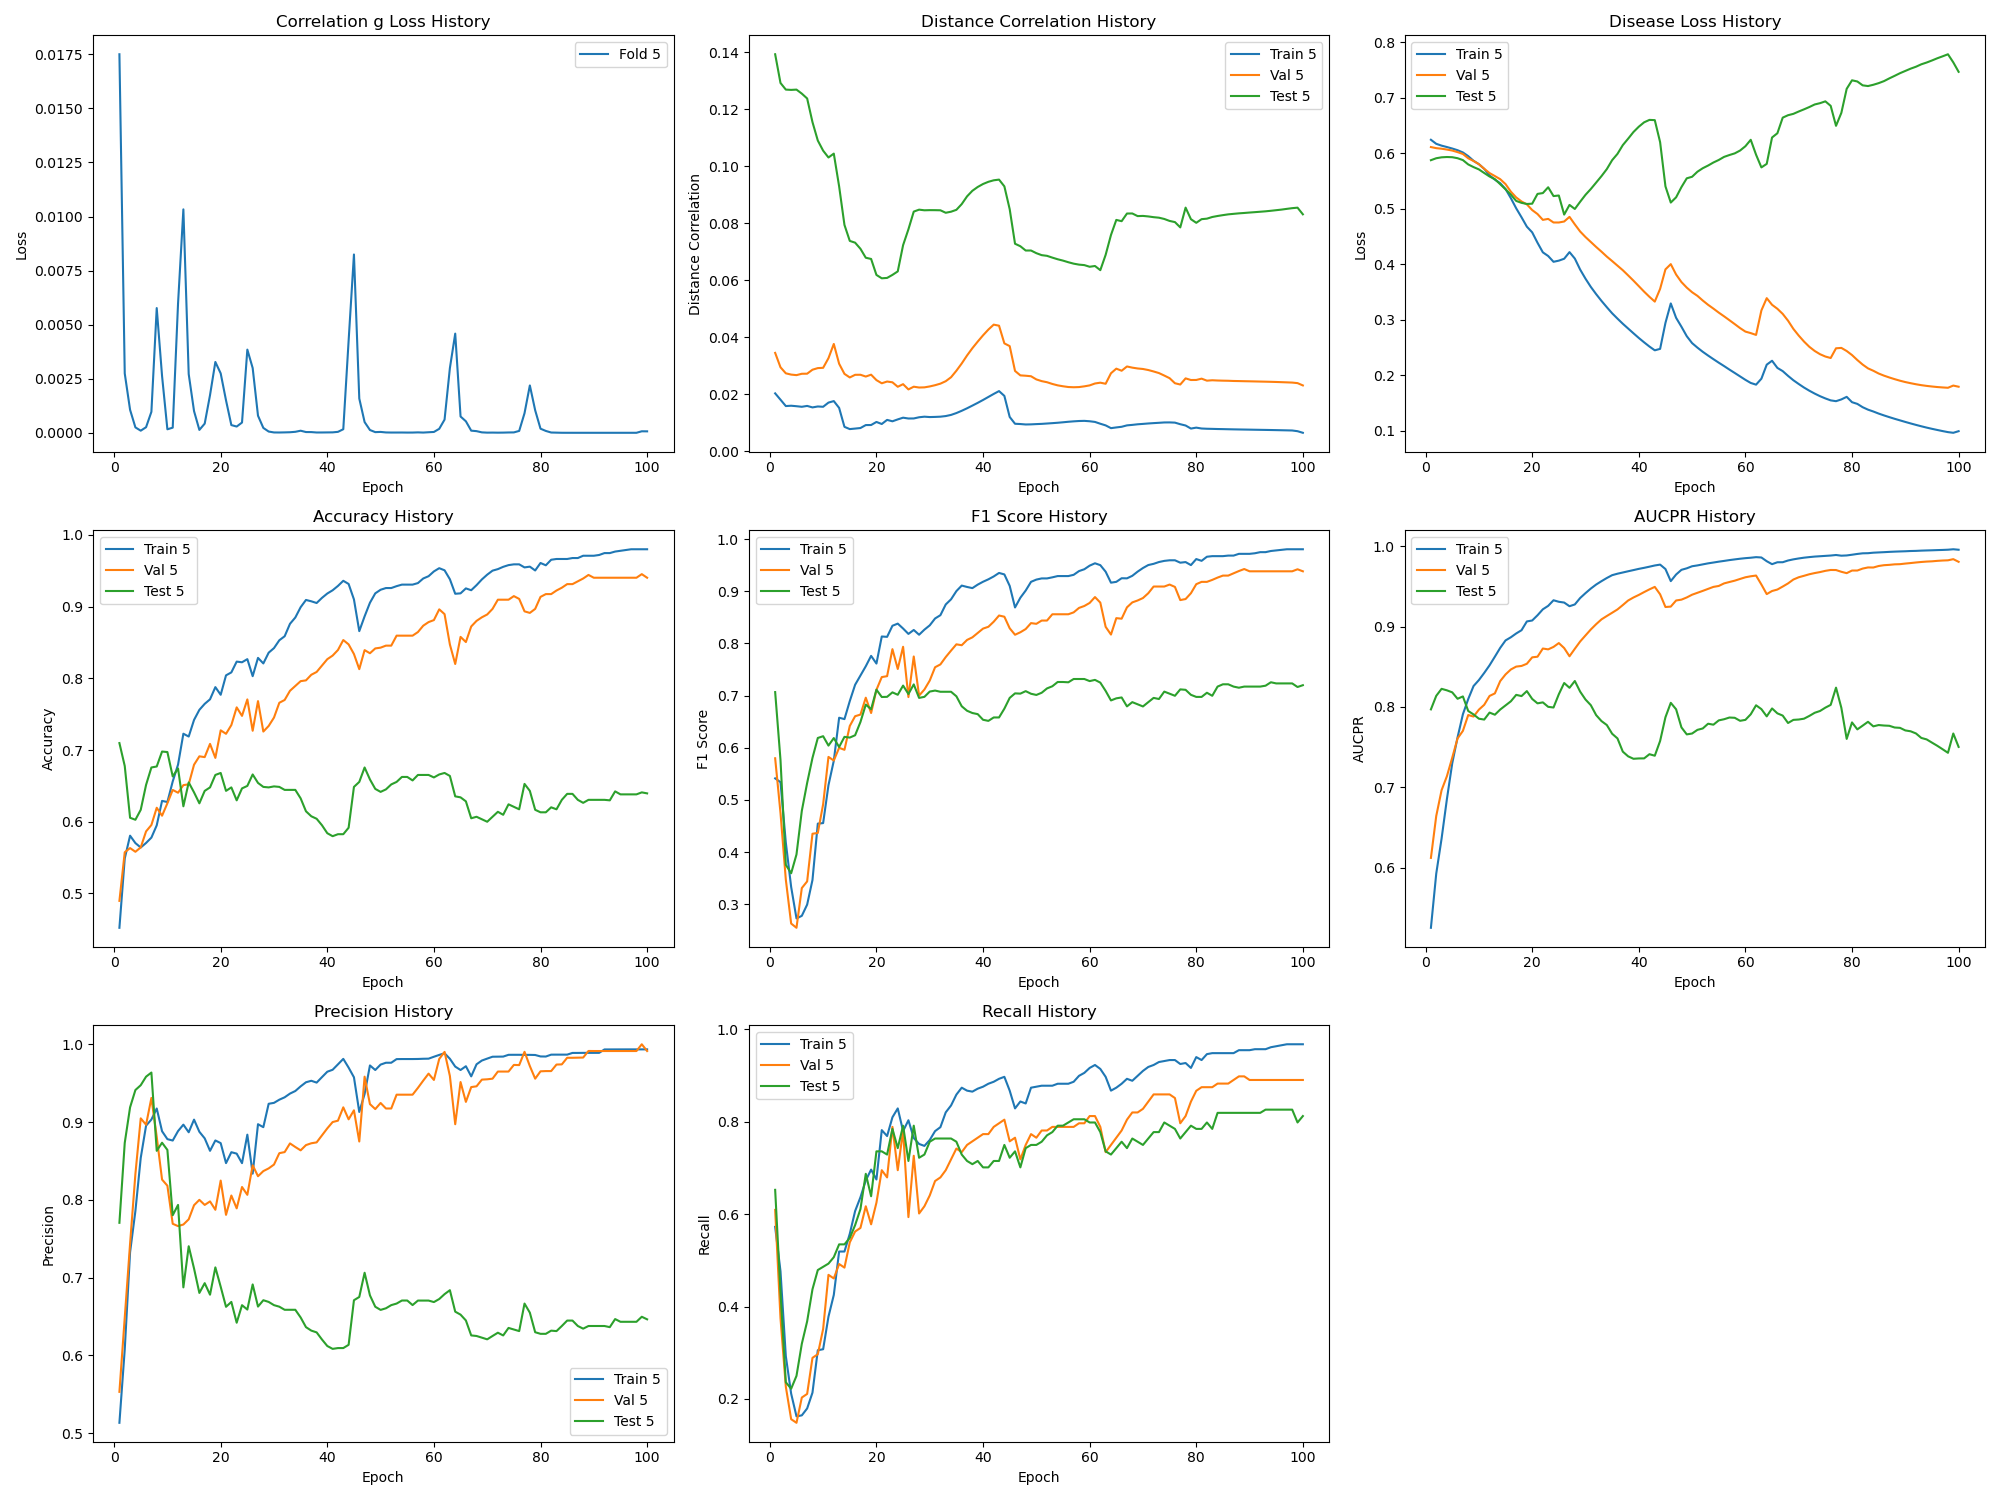 Correlation g Loss History
Fold 5
0.0175
0.0150
0.0125
0.0100
0.0075
0.0050
0.0025
0.0000
Loss
0
20
40
60
80
100
Epoch
Distance Correlation History
Train 5
Val 5
Test 5
0.14
0.12
0.10
0.08
0.06
0.04
0.02
0.00
Distance Correlation
0
20
40
60
80
100
Epoch
Disease Loss History
Train 5
Val 5
Test 5
0.8
0.7
0.6
0.5
0.4
0.3
0.2
0.1
Loss
0
20
40
60
80
100
Epoch
Accuracy History
Train 5
Val 5
Test 5
1.0
0.9
0.8
0.7
0.6
0.5
Accuracy
0
20
40
60
80
100
Epoch
F1 Score History
Train 5
Val 5
Test 5
1.0
0.9
0.8
0.7
0.6
0.5
0.4
0.3
F1 Score
0
20
40
60
80
100
Epoch
AUCPR History
Train 5
Val 5
Test 5
1.0
0.9
0.8
0.7
0.6
AUCPR
0
20
40
60
80
100
Epoch
Precision History
Train 5
Val 5
Test 5
1.0
0.9
0.8
0.7
0.6
0.5
Precision
0
20
40
60
80
100
Epoch
Recall History
Train 5
Val 5
Test 5
1.0
0.8
0.6
0.4
0.2
Recall
0
20
40
60
80
100
Epoch